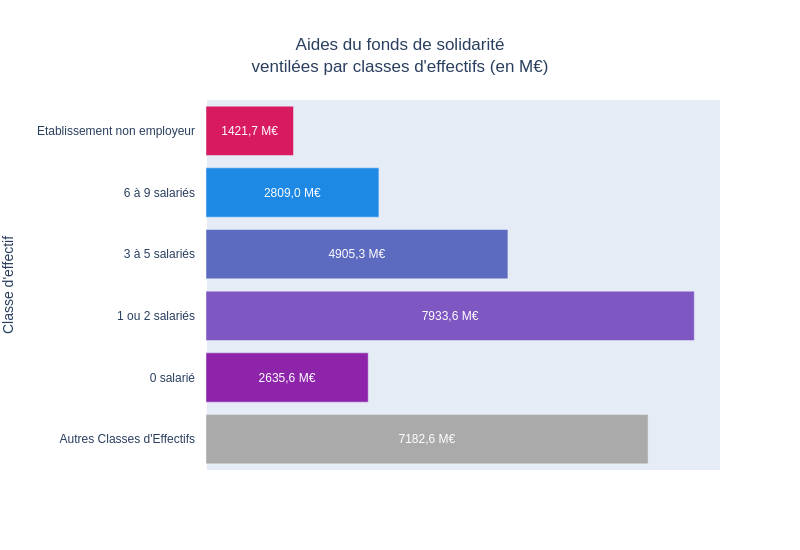 Aides du fonds de solidarité
ventilées par classes d'effectifs (en M€)
Classe d'effectif
Etablissement non employeur
1421,7 M€
6 à 9 salariés
2809,0 M€
3 à 5 salariés
4905,3 M€
1 ou 2 salariés
7933,6 M€
0 salarié
2635,6 M€
Autres Classes d'Effectifs
7182,6 M€